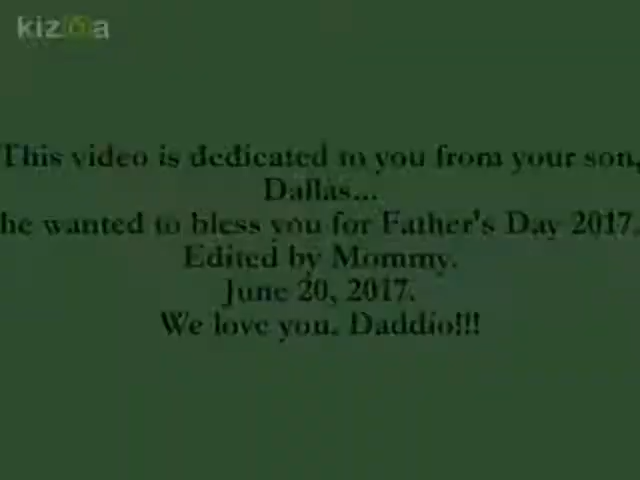 kizoa
This video is dedicated to you from your son,
Dallas...
he wanted to bless you for Father's Day 2017.
Edited by Mommy.
June 20, 2017.
We love you, Daddio!!!